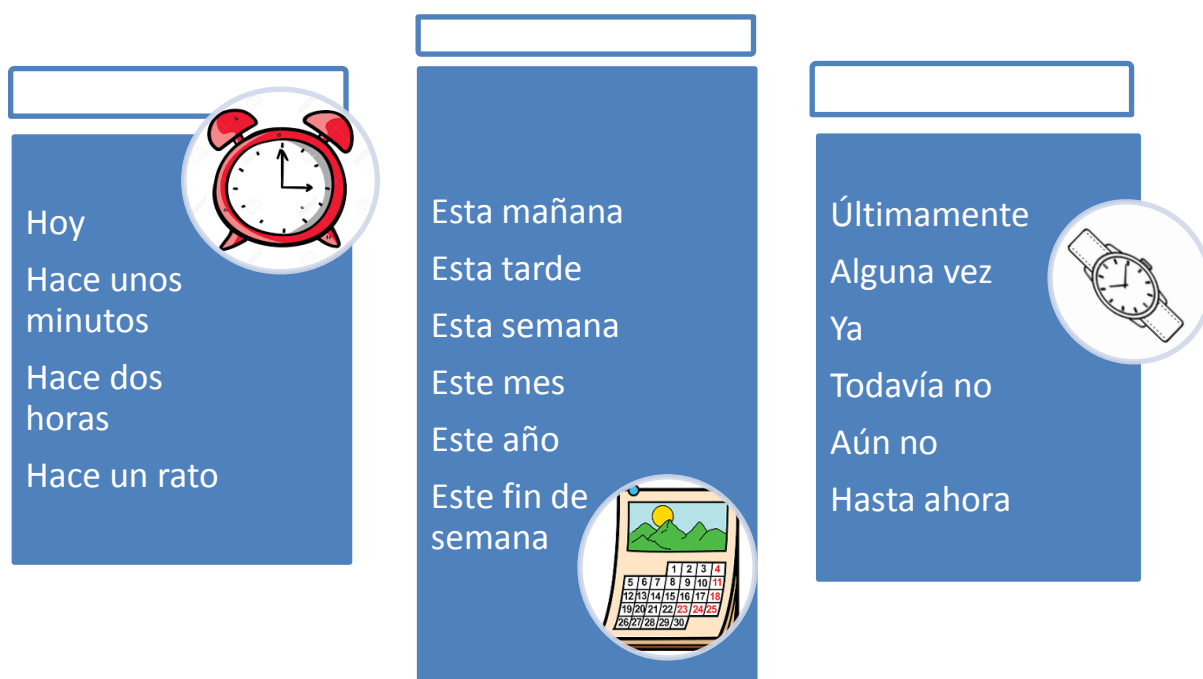 Hoy
Hace unos
minutos
Hace dos
horas
Hace un rato
Esta mañana
Esta tarde
Esta semana
Este mes
Este año
Este fin de
semana
1 2 3 4
5 6 7 8 9 10 11
12 13 14 15 16 17 18
19 20 21 22 23 24 25
26 27 28 29 30
Últimamente
Alguna vez
Ya
Todavía no
Aún no
Hasta ahora